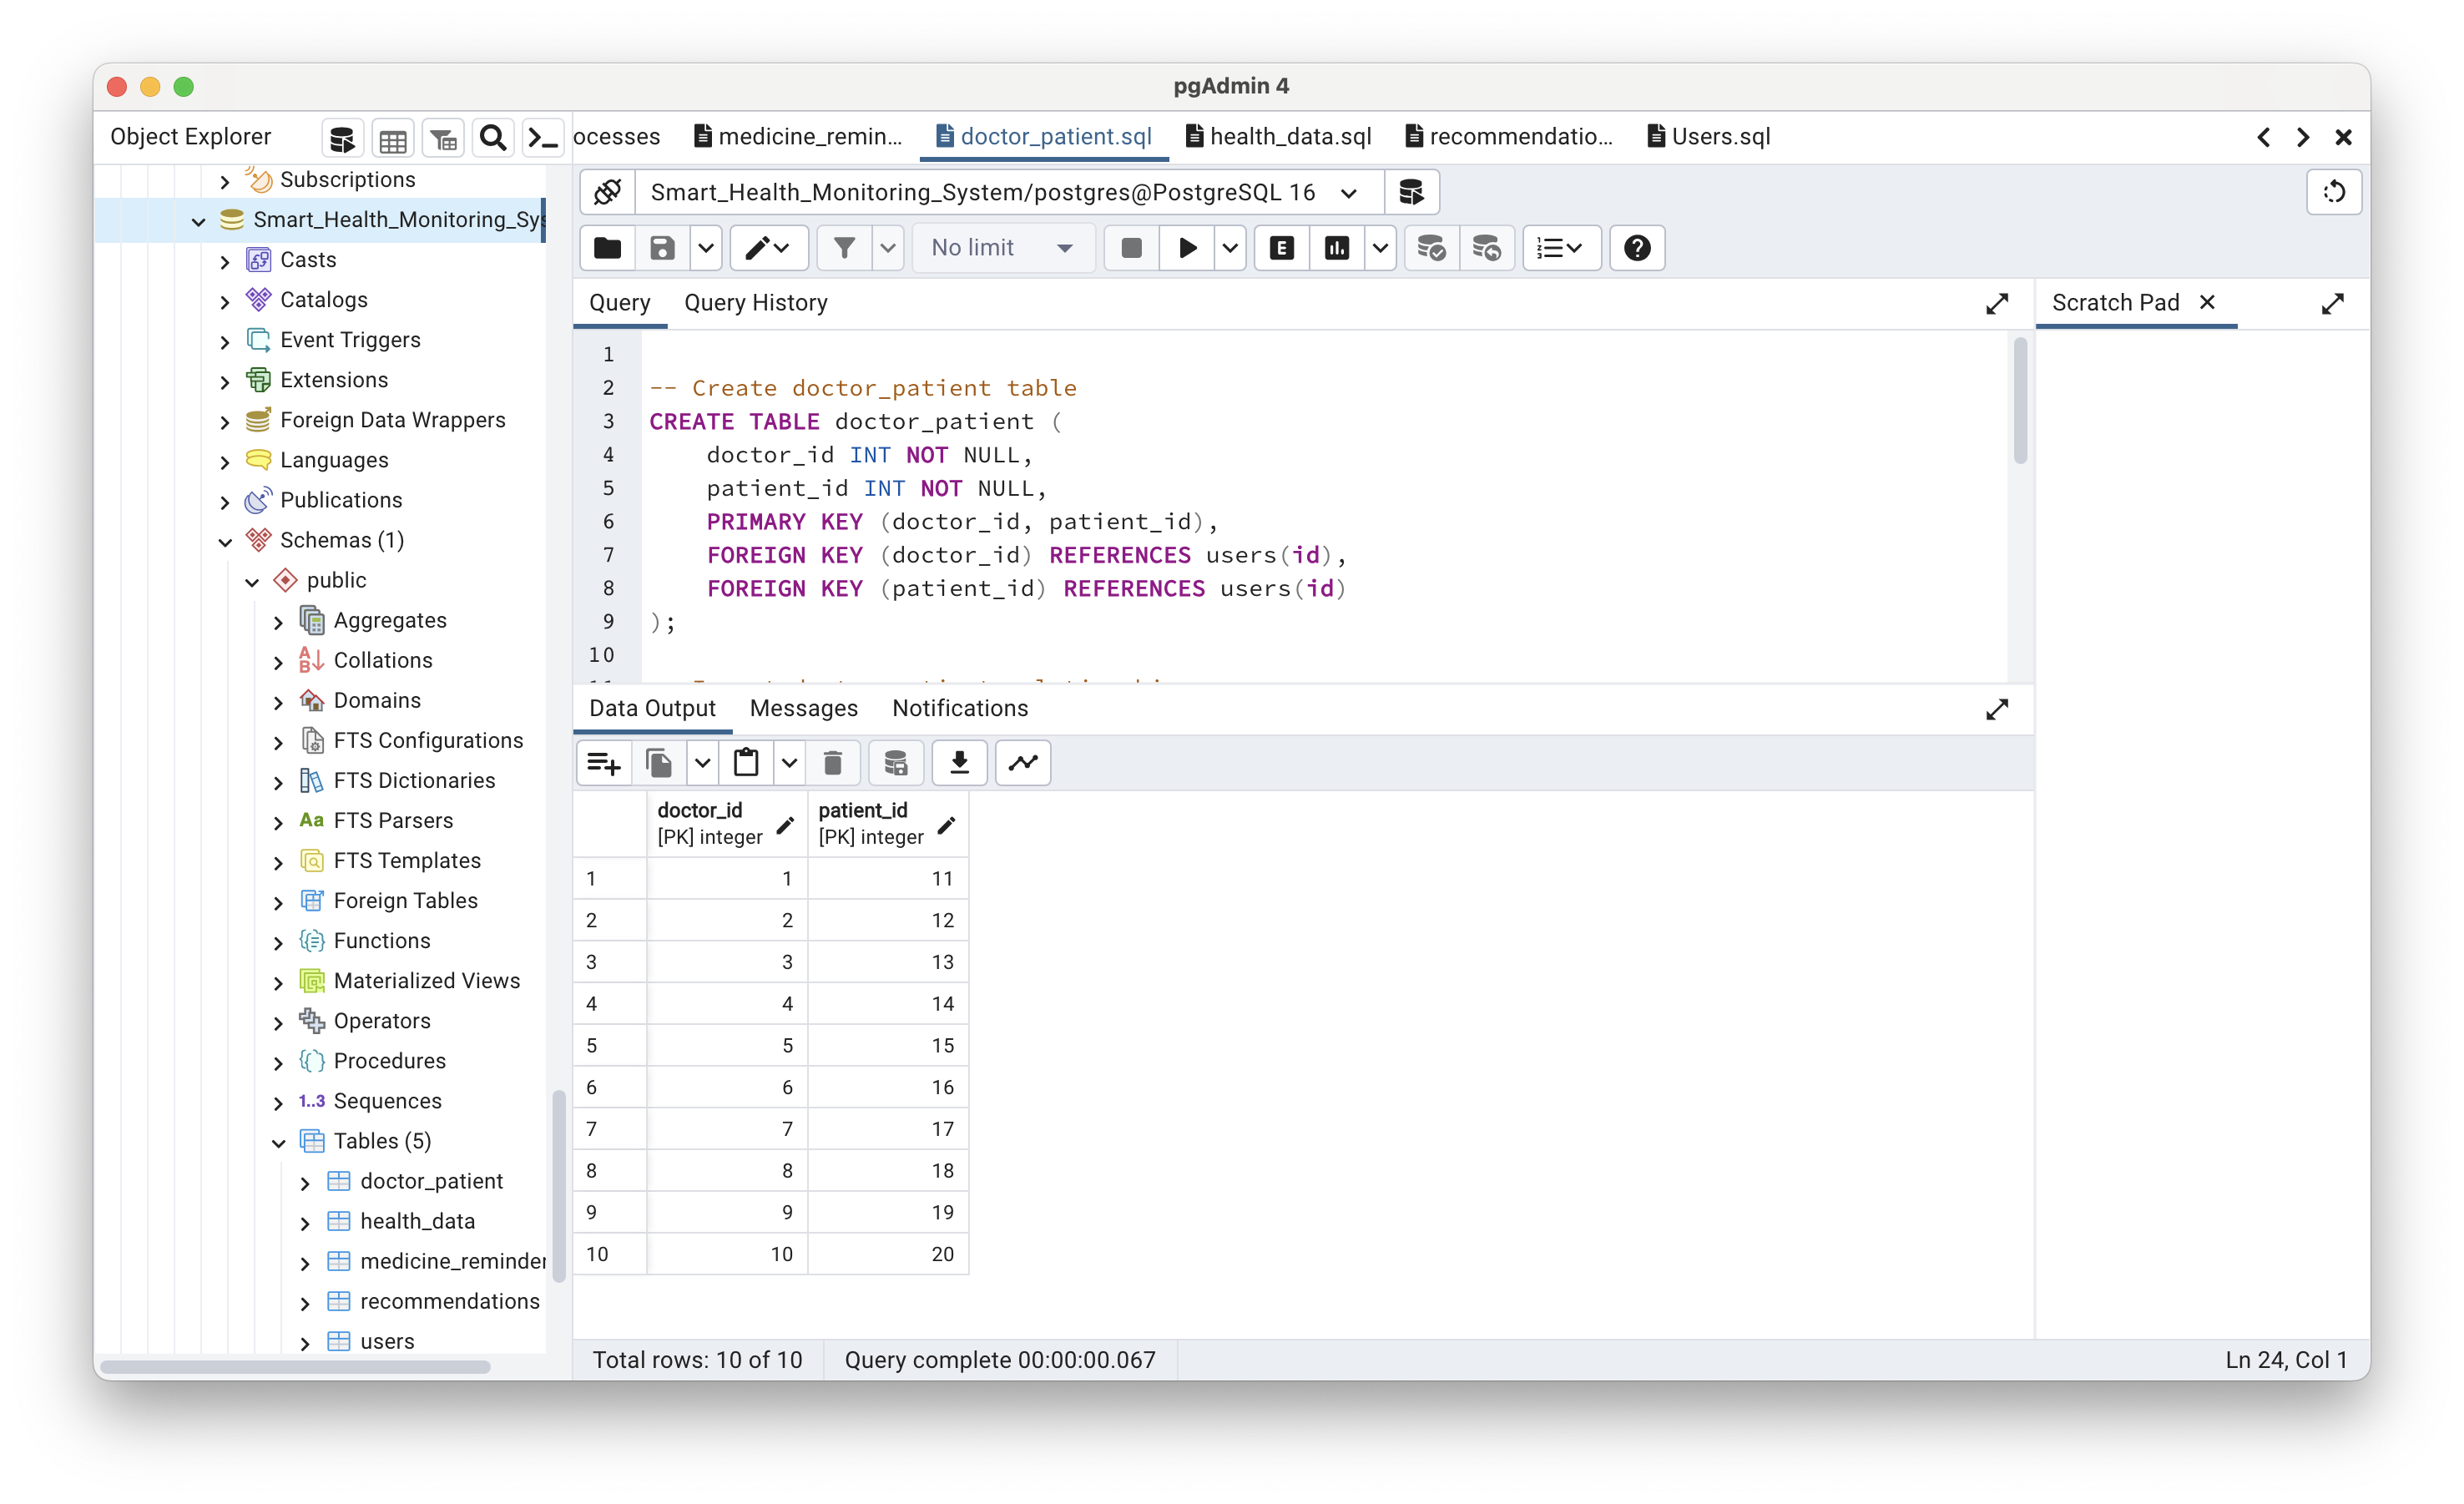 pgAdmin 4
Object Explorer
ocesses
medicine_remin...
doctor_patient.sql
health_data.sql
recommendatio...
Users.sql
Subscriptions
Smart_Health_Monitoring_Sys
Casts
Catalogs
Event Triggers
Extensions
Foreign Data Wrappers
Languages
Publications
Schemas (1)
public
Aggregates
Collations
Domains
FTS Configurations
FTS Dictionaries
Aa FTS Parsers
FTS Templates
Foreign Tables
Functions
Materialized Views
Operators
Procedures
1..3 Sequences
Tables (5)
doctor_patient
health_data
medicine_reminder
recommendations
users
Smart_Health_Monitoring_System/postgres@PostgreSQL 16
No limit
E
Query
Query History
Scratch Pad
1
2 -- Create doctor_patient table
3 CREATE TABLE doctor_patient (
4 doctor_id INT NOT NULL,
5 patient_id INT NOT NULL,
6 PRIMARY KEY (doctor_id, patient_id),
7 FOREIGN KEY (doctor_id) REFERENCES users(id),
8 FOREIGN KEY (patient_id) REFERENCES users(id)
9 );
10
Data Output
Messages
Notifications
doctor_id patient_id
[PK] integer [PK] integer
1 1 11
2 2 12
3 3 13
4 4 14
5 5 15
6 6 16
7 7 17
8 8 18
9 9 19
10 10 20
Total rows: 10 of 10
Query complete 00:00:00.067
Ln 24, Col 1